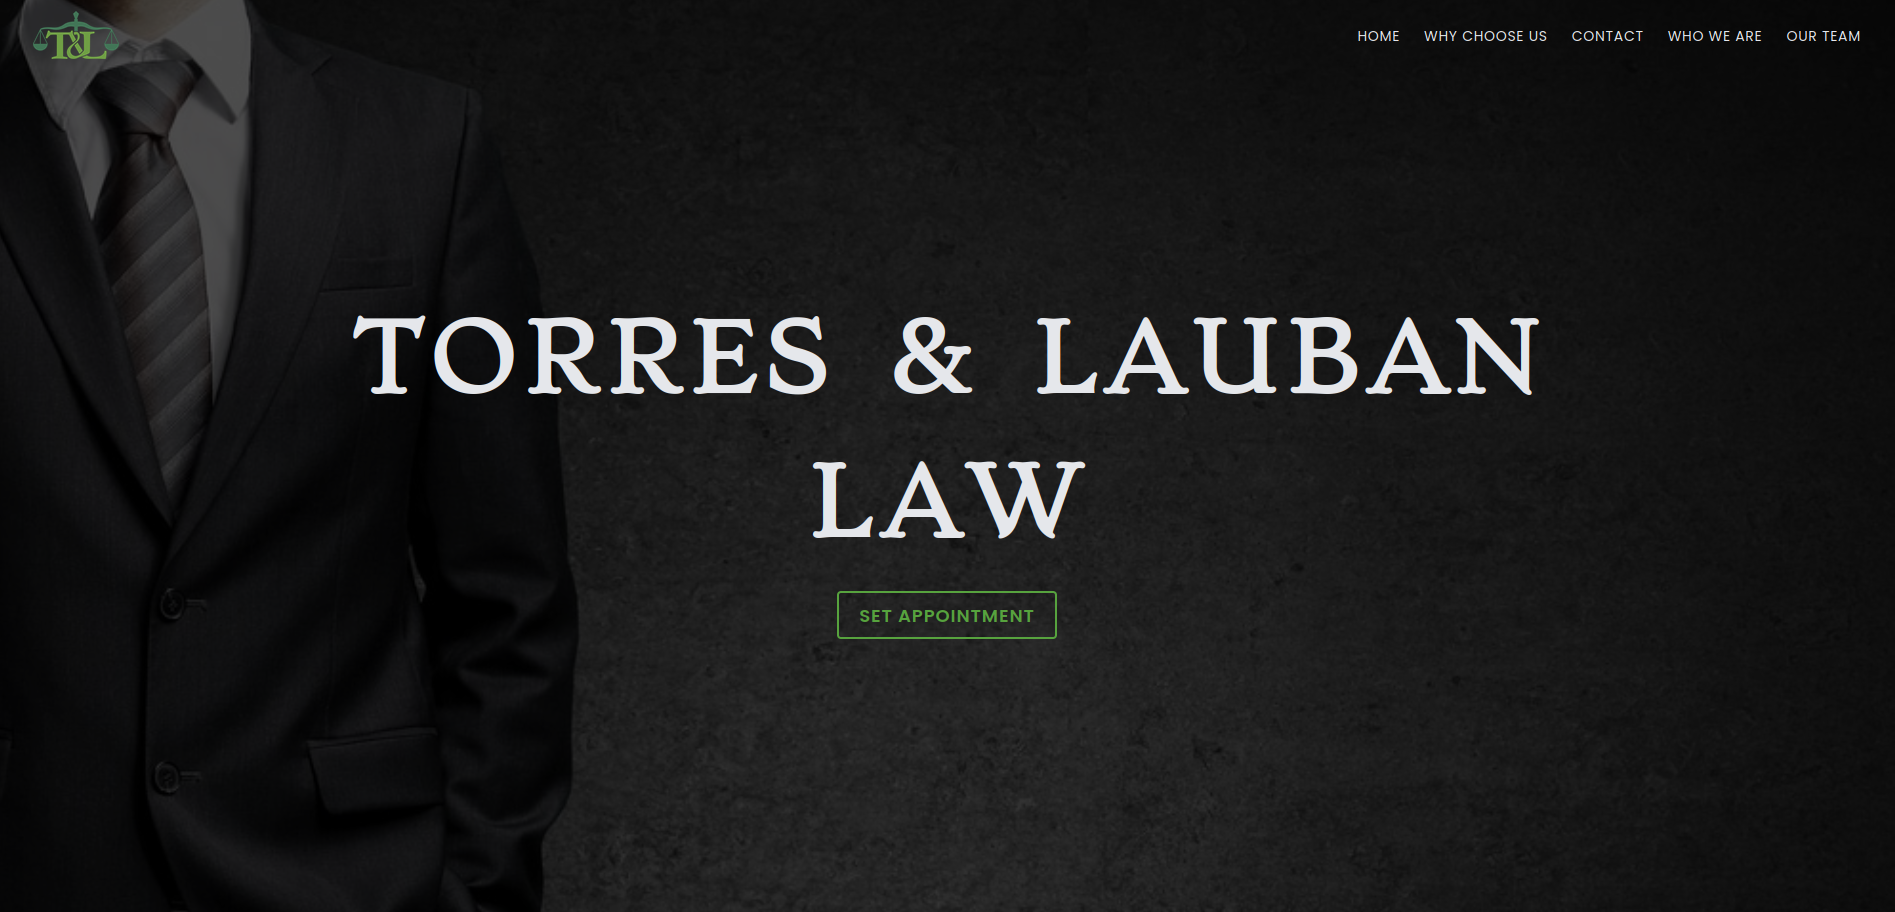 T&L
HOME WHY CHOOSE US CONTACT WHO WE ARE OUR TEAM
TORRES & LAUBAN
LAW
SET APPOINTMENT